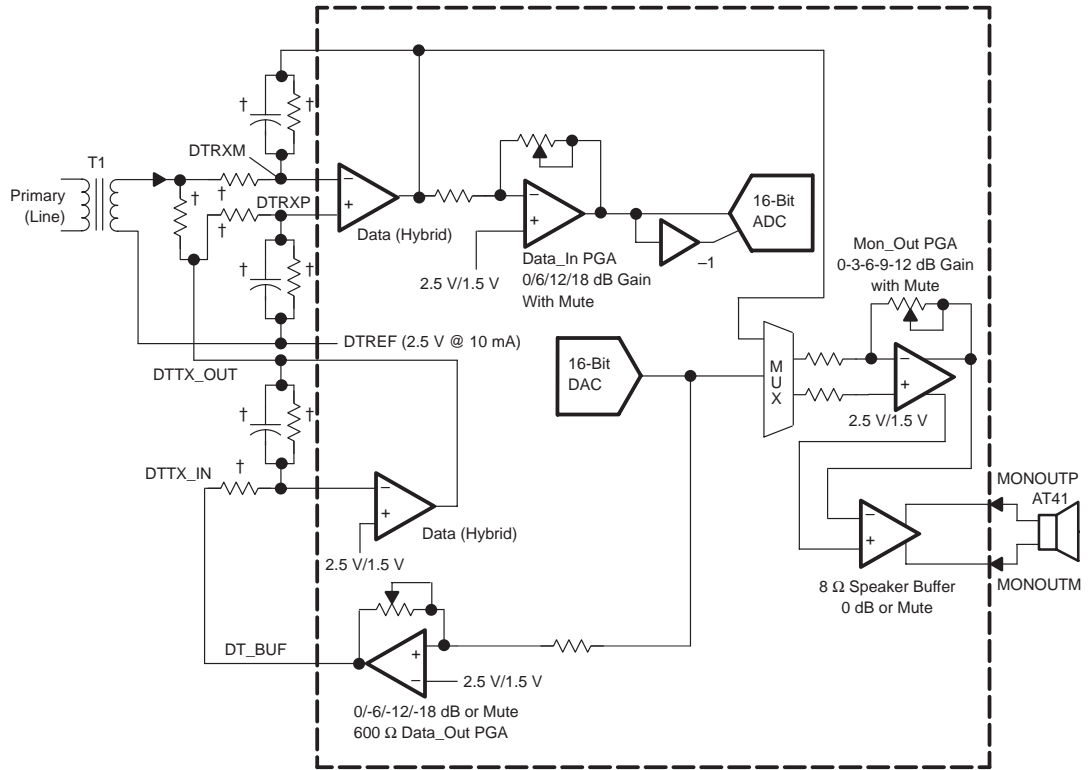 T1
Primary
(Line)
†
†
DTRXM
†
†
†
DTRXP
†
†
−
+
Data (Hybrid)
2.5 V/1.5 V
−
+
Data_In PGA
0/6/12/18 dB Gain
With Mute
16-Bit
ADC
–1
Mon_Out PGA
0-3-6-9-12 dB Gain
with Mute
DTREF (2.5 V @ 10 mA)
DTTX_OUT
16-Bit
DAC
MUX
−
+
2.5 V/1.5 V
†
†
DTTX_IN
†
−
+
Data (Hybrid)
2.5 V/1.5 V
−
+
8 Ω Speaker Buffer
0 dB or Mute
MONOUTP
AT41
MONOUTM
DT_BUF
+
−
2.5 V/1.5 V
0/-6/-12/-18 dB or Mute
600 Ω Data_Out PGA